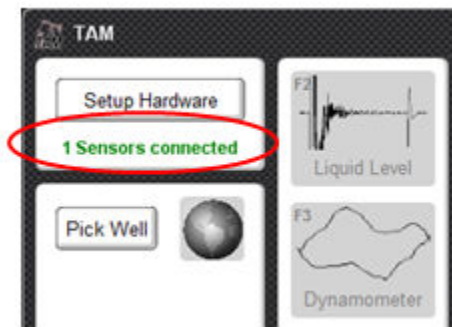 TAM
Setup Hardware
1 Sensors connected
Pick Well
F2
Liquid Level
F3
Dynamometer